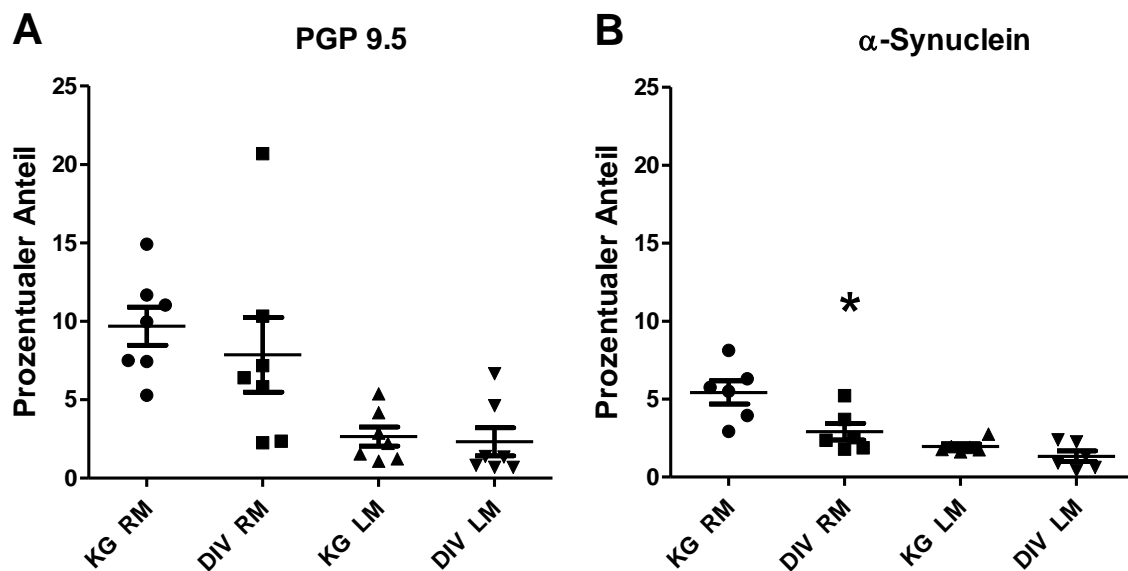 A
PGP 9.5
Prozentualer Anteil
25
20
15
10
5
0
KG RM
DIV RM
KG LM
DIV LM
B
α-Synuclein
Prozentualer Anteil
25
20
15
10
5
0
*
KG RM
DIV RM
KG LM
DIV LM